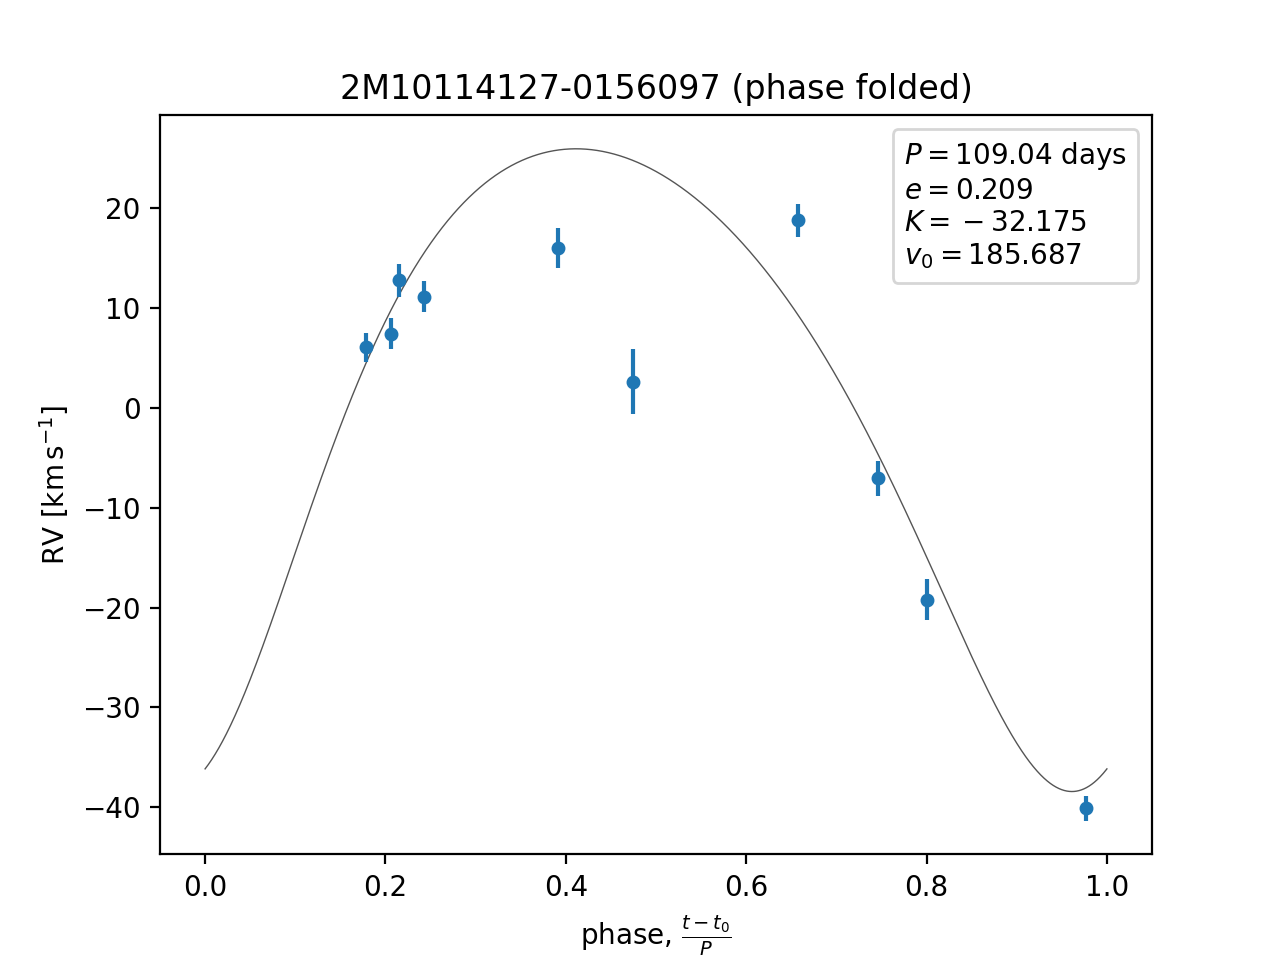 2M10114127-0156097 (phase folded)
P = 109.04 days
e = 0.209
K = −32.175
v₀ = 185.687
RV [km s⁻¹]
20
10
0
−10
−20
−30
−40
0.0 0.2 0.4 0.6 0.8 1.0
phase, (t − t₀)/P